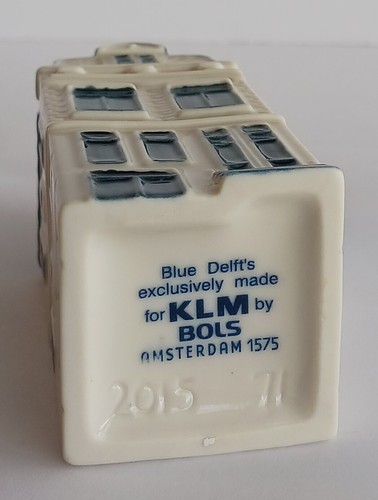 Blue Delft's
exclusively made
for KLM by
BOLS
AMSTERDAM 1575
2015 71